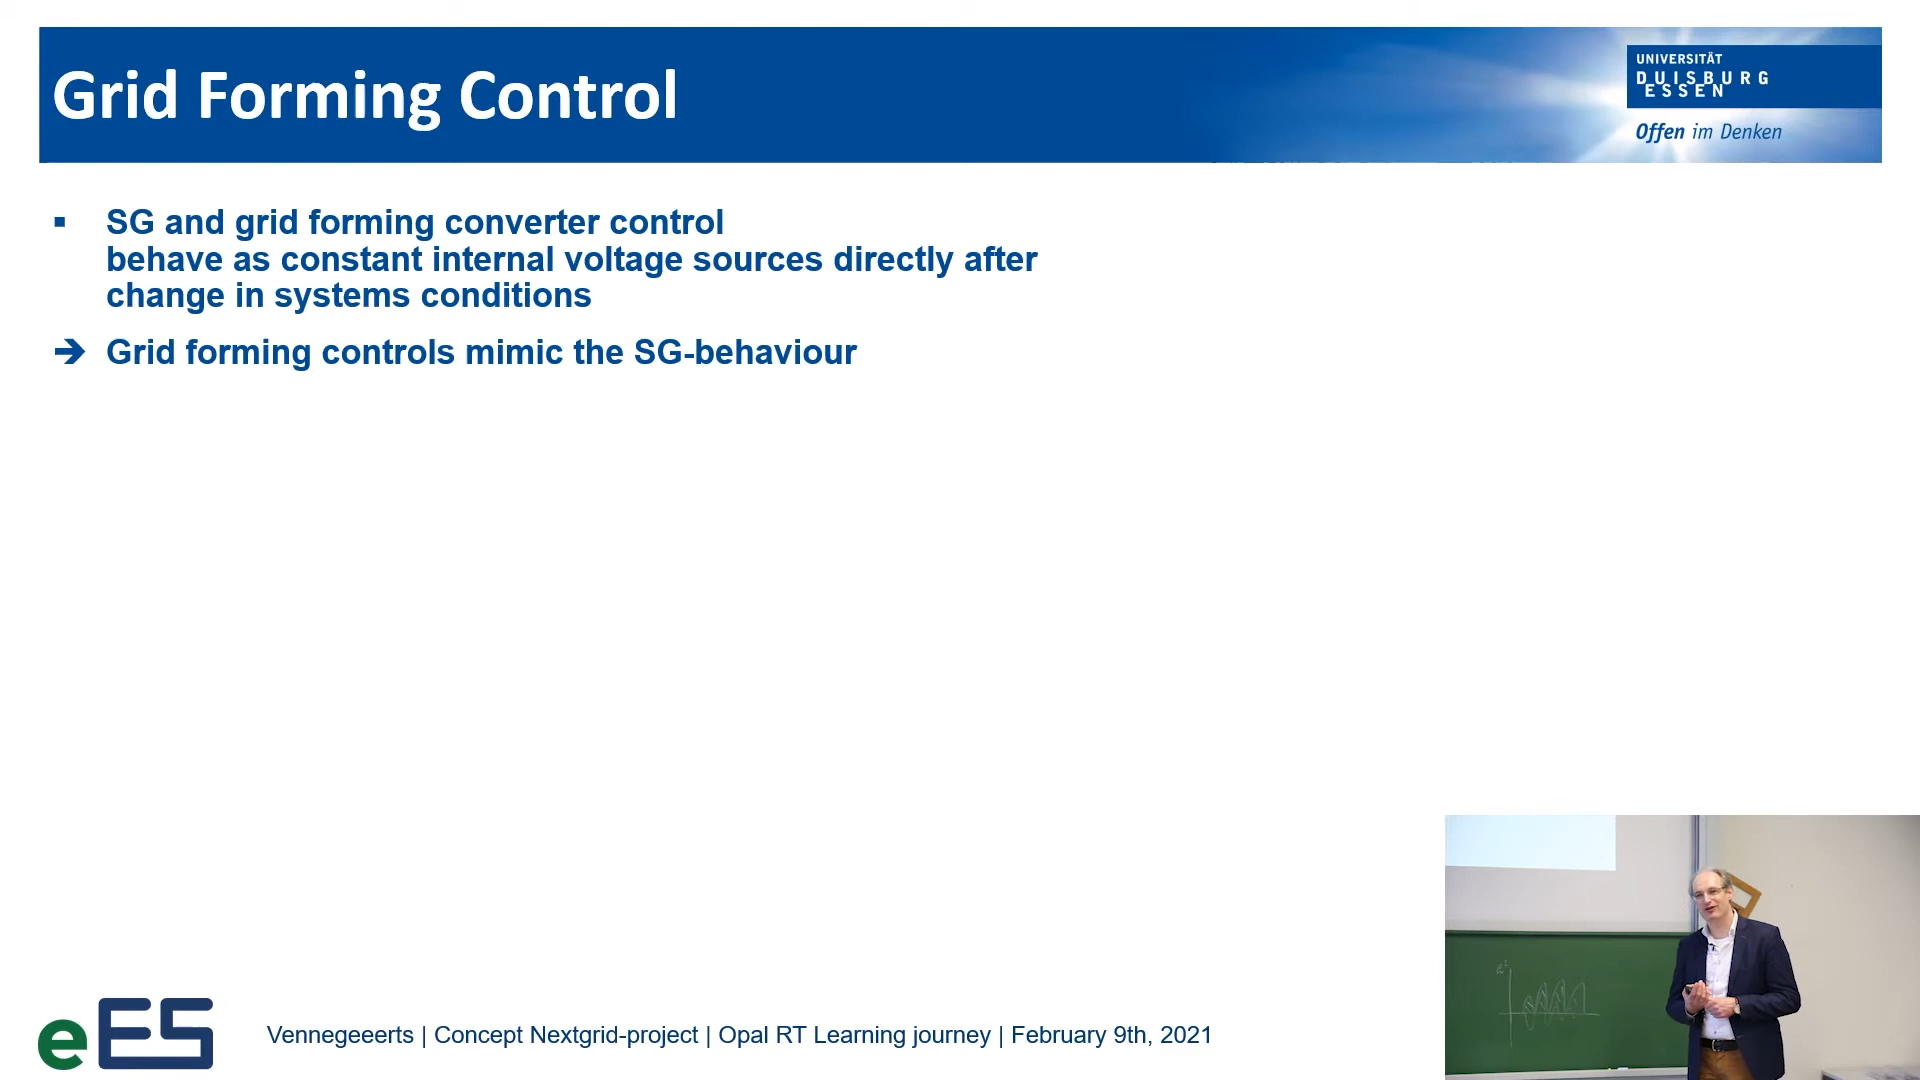 Grid Forming Control
UNIVERSITÄT
DUISBURG
ESSEN
Offen im Denken
▪ SG and grid forming converter control
behave as constant internal voltage sources directly after
change in systems conditions
➔ Grid forming controls mimic the SG-behaviour
eES
Vennegeeerts | Concept Nextgrid-project | Opal RT Learning journey | February 9th, 2021